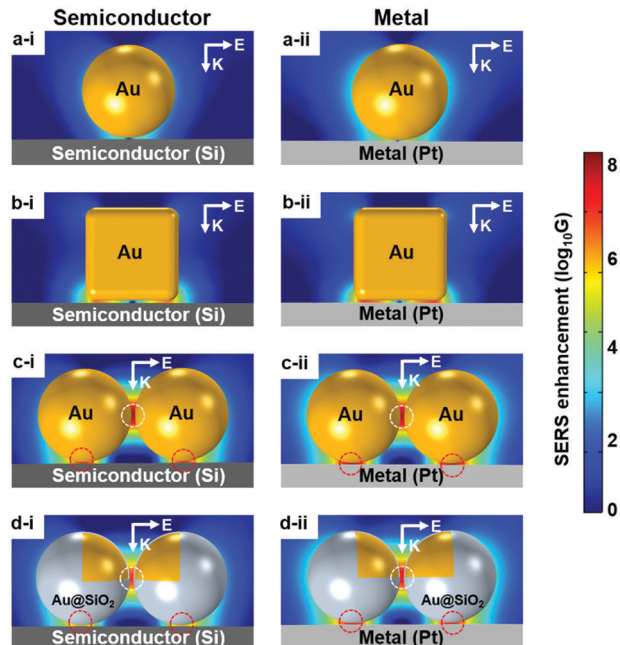 Semiconductor
Metal
a-i
E
K
Au
Semiconductor (Si)
a-ii
E
K
Au
Metal (Pt)
b-i
E
K
Au
Semiconductor (Si)
b-ii
E
K
Au
Metal (Pt)
c-i
E
K
Au
Au
Semiconductor (Si)
c-ii
E
K
Au
Au
Metal (Pt)
d-i
E
K
Au@SiO₂
Semiconductor (Si)
d-ii
E
K
Au@SiO₂
Metal (Pt)
8
6
4
2
0
SERS enhancement (log₁₀G)